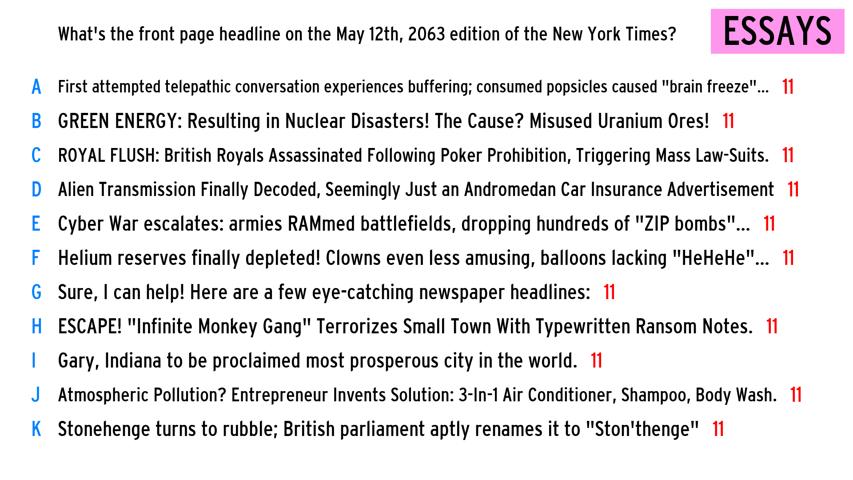 What's the front page headline on the May 12th, 2063 edition of the New York Times?
ESSAYS
A First attempted telepathic conversation experiences buffering; consumed popsicles caused "brain freeze"... 11
B GREEN ENERGY: Resulting in Nuclear Disasters! The Cause? Misused Uranium Ores! 11
C ROYAL FLUSH: British Royals Assassinated Following Poker Prohibition, Triggering Mass Law-Suits. 11
D Alien Transmission Finally Decoded, Seemingly Just an Andromedan Car Insurance Advertisement 11
E Cyber War escalates: armies RAMmed battlefields, dropping hundreds of "ZIP bombs"... 11
F Helium reserves finally depleted! Clowns even less amusing, balloons lacking "HeHeHe"... 11
G Sure, I can help! Here are a few eye-catching newspaper headlines: 11
H ESCAPE! "Infinite Monkey Gang" Terrorizes Small Town With Typewritten Ransom Notes. 11
I Gary, Indiana to be proclaimed most prosperous city in the world. 11
J Atmospheric Pollution? Entrepreneur Invents Solution: 3-In-1 Air Conditioner, Shampoo, Body Wash. 11
K Stonehenge turns to rubble; British parliament aptly renames it to "Ston'thenge" 11